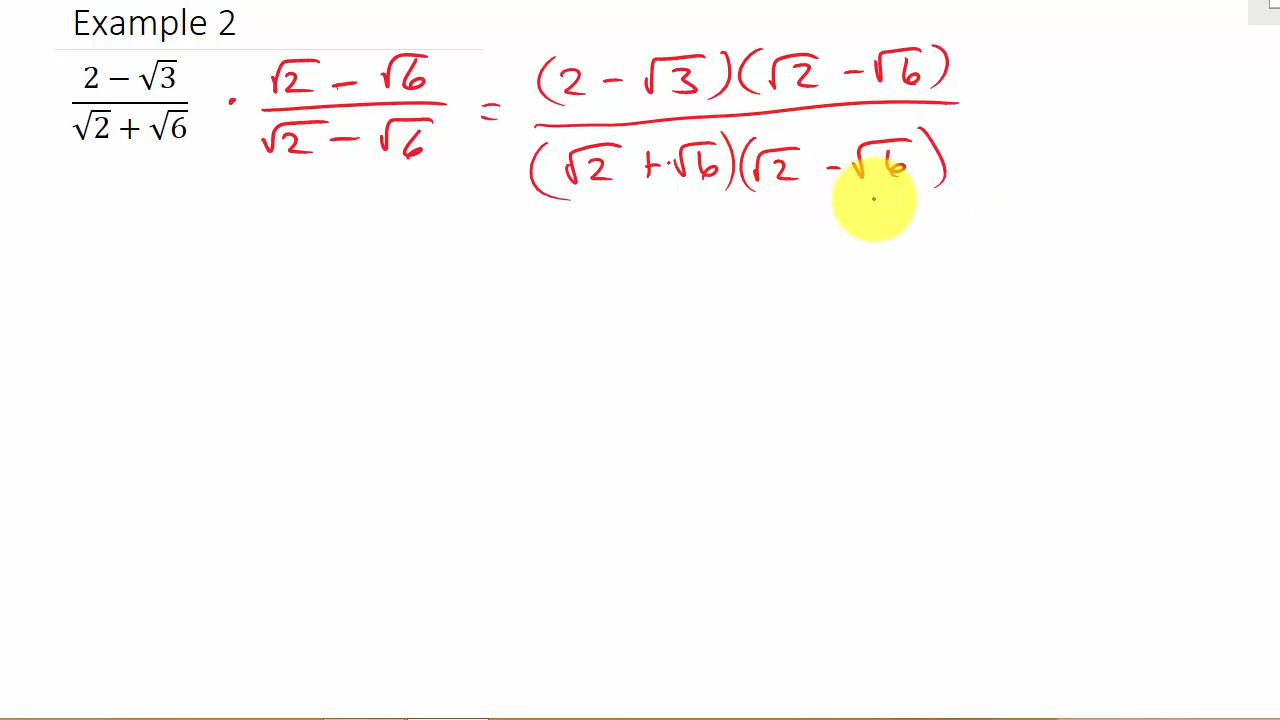 Example 2
(2 − √3)/(√2 + √6) · (√2 − √6)/(√2 − √6) = ((2 − √3)(√2 − √6))/((√2 + √6)(√2 − √6))